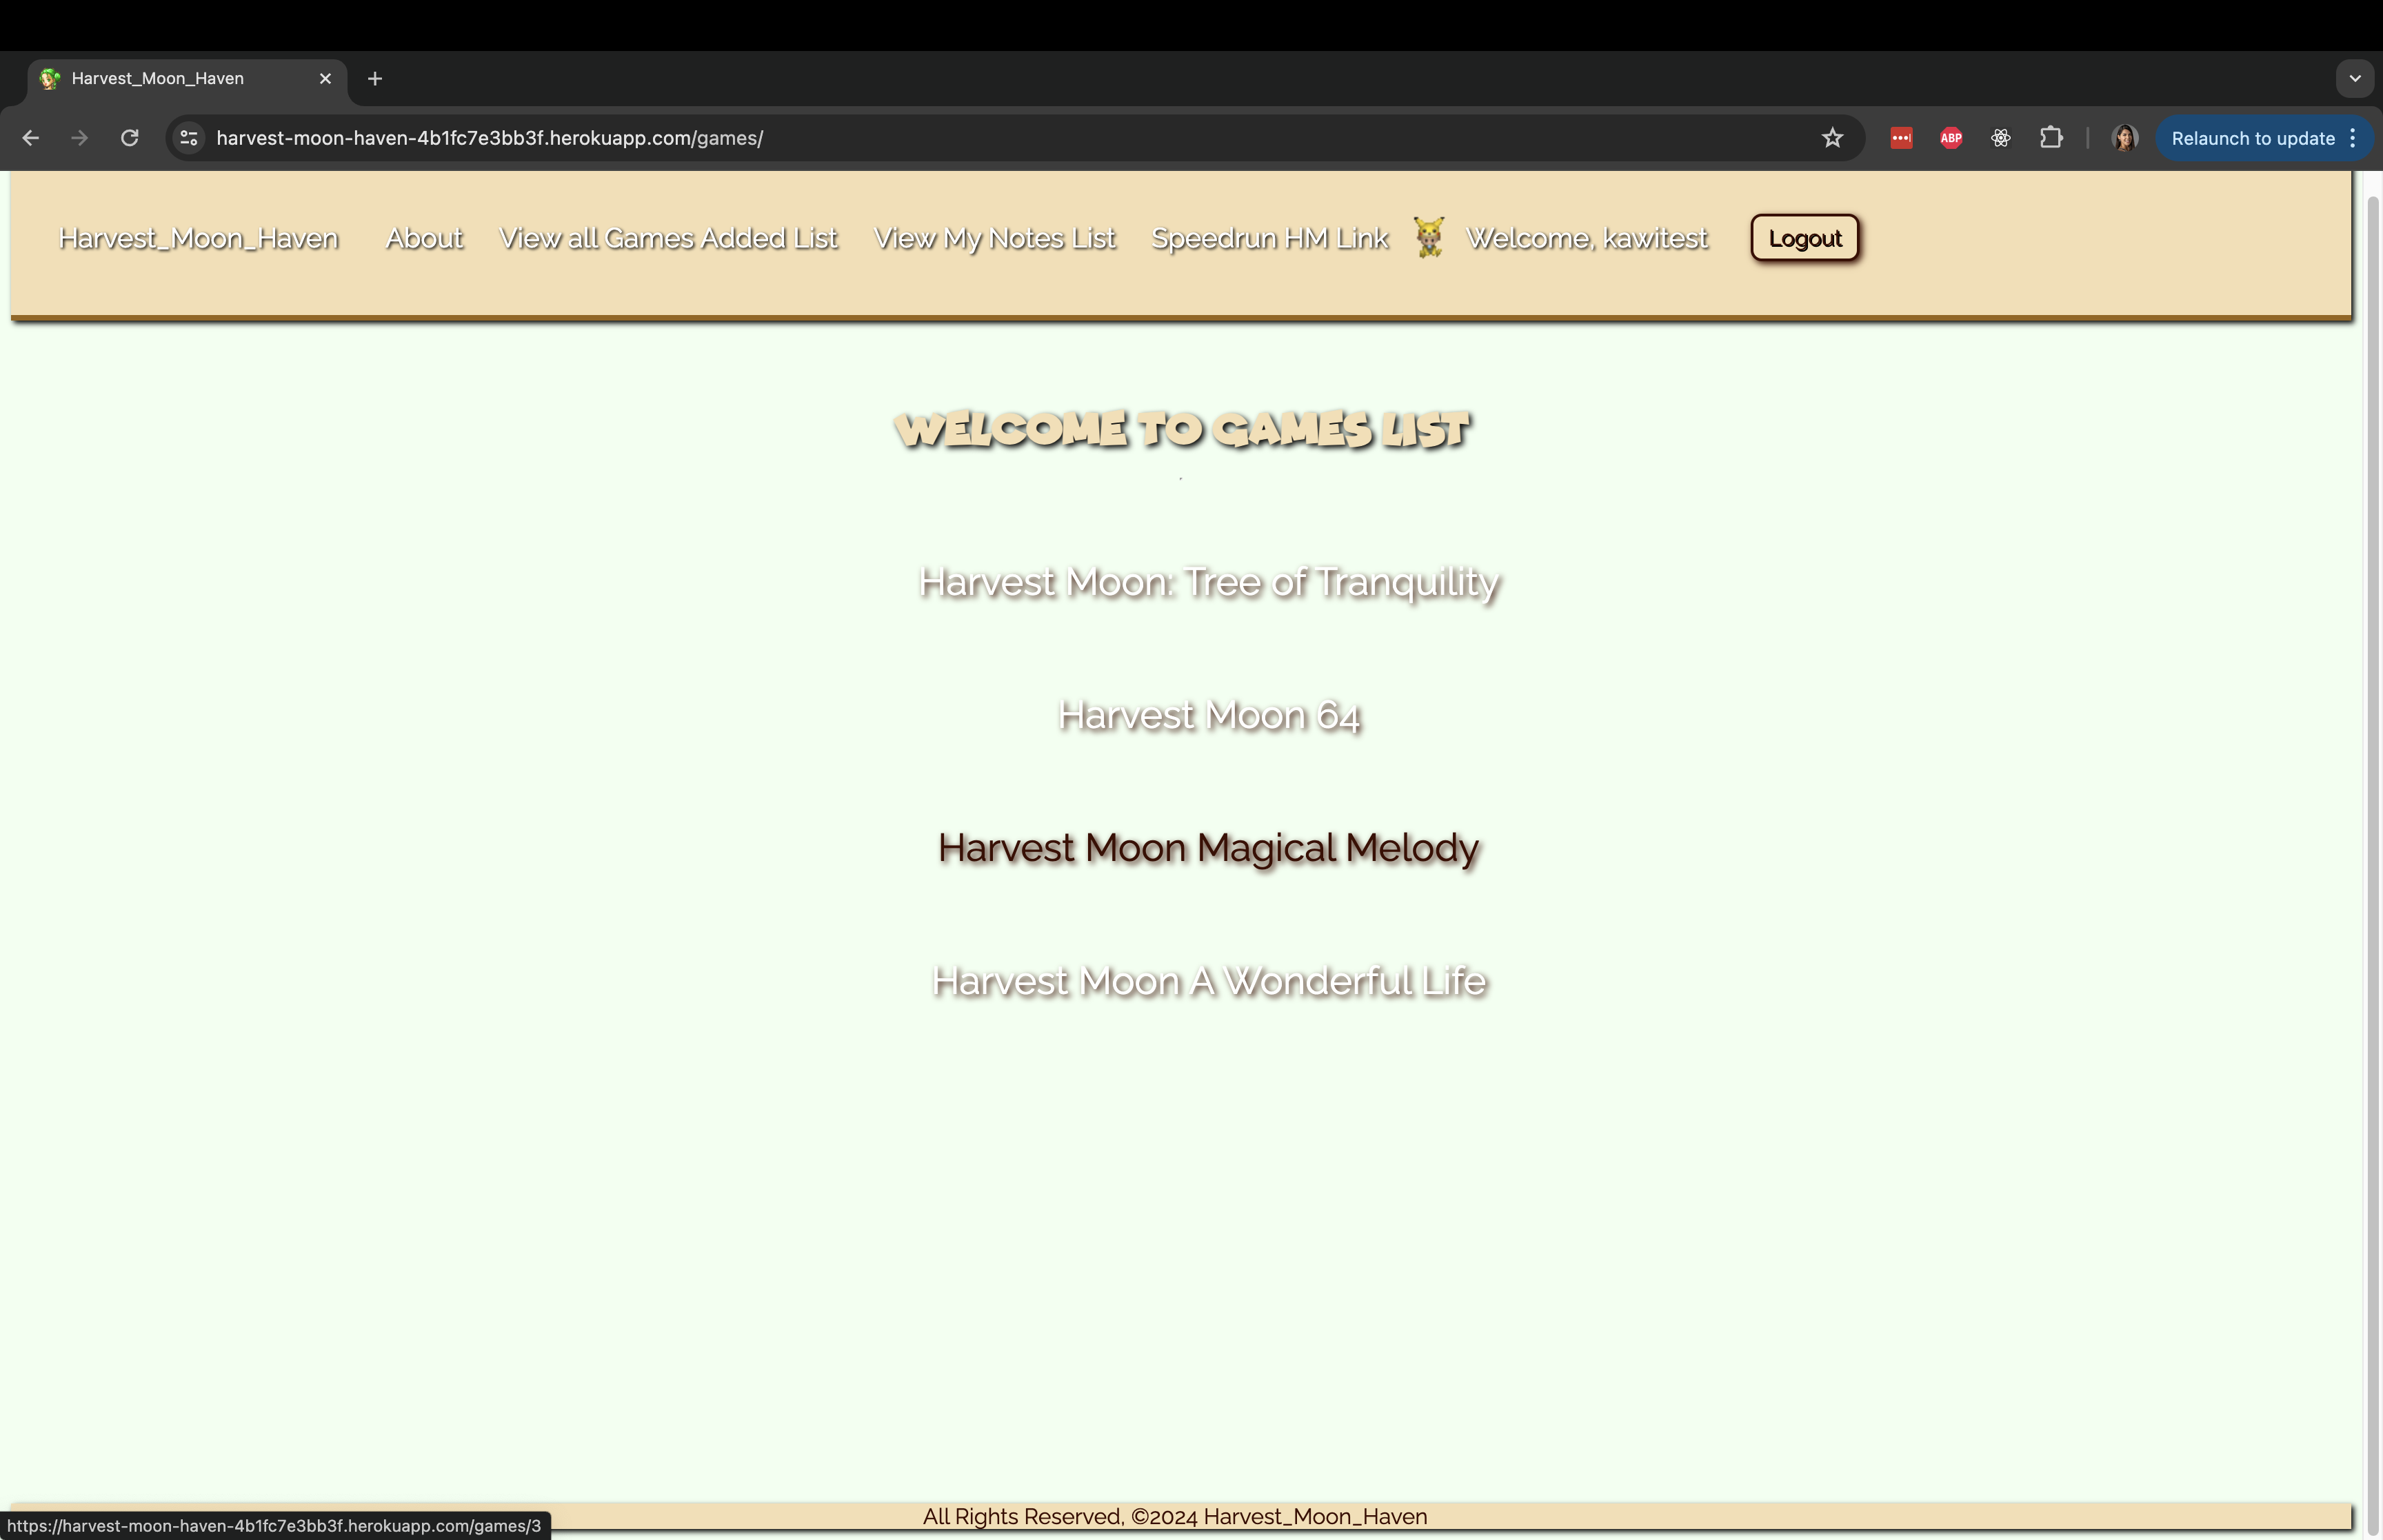 Harvest_Moon_Haven
harvest-moon-haven-4b1fc7e3bb3f.herokuapp.com/games/
ABP
Relaunch to update
Harvest_Moon_Haven About View all Games Added List View My Notes List Speedrun HM Link Welcome, kawitest Logout
WELCOME TO GAMES LIST
Harvest Moon: Tree of Tranquility
Harvest Moon 64
Harvest Moon Magical Melody
Harvest Moon A Wonderful Life
All Rights Reserved, ©2024 Harvest_Moon_Haven
https://harvest-moon-haven-4b1fc7e3bb3f.herokuapp.com/games/3